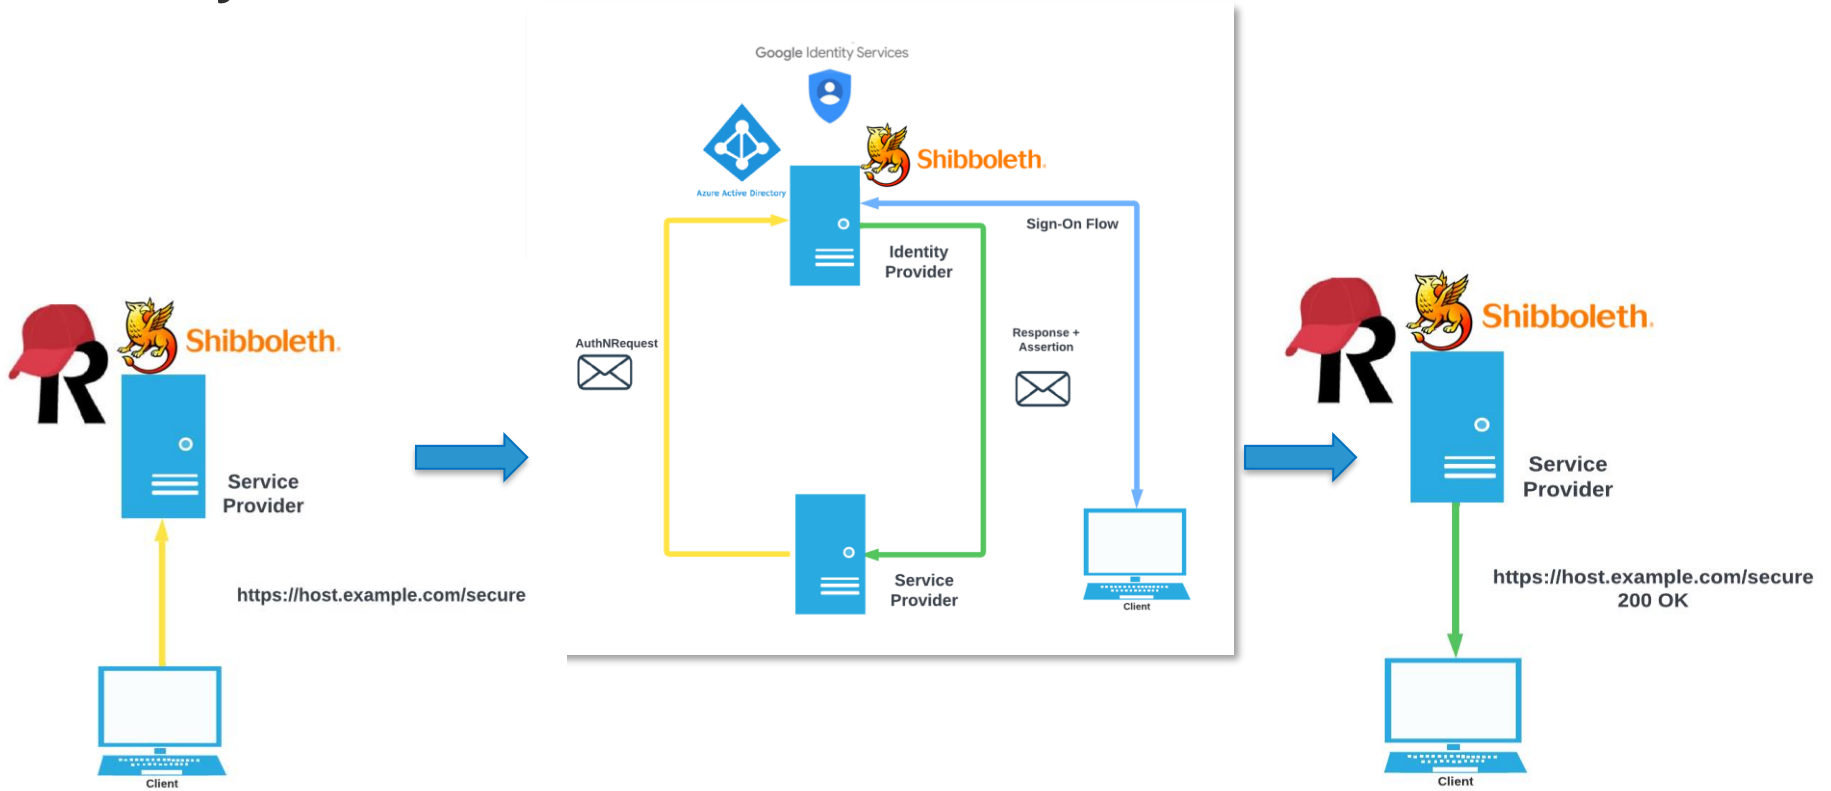 Shibboleth.
Service
Provider
https://host.example.com/secure
Client
Google Identity Services
Azure Active Directory
Shibboleth.
Sign-On Flow
Identity
Provider
AuthNRequest
Response +
Assertion
Service
Provider
Client
R
Shibboleth.
Service
Provider
https://host.example.com/secure
200 OK
Client
R